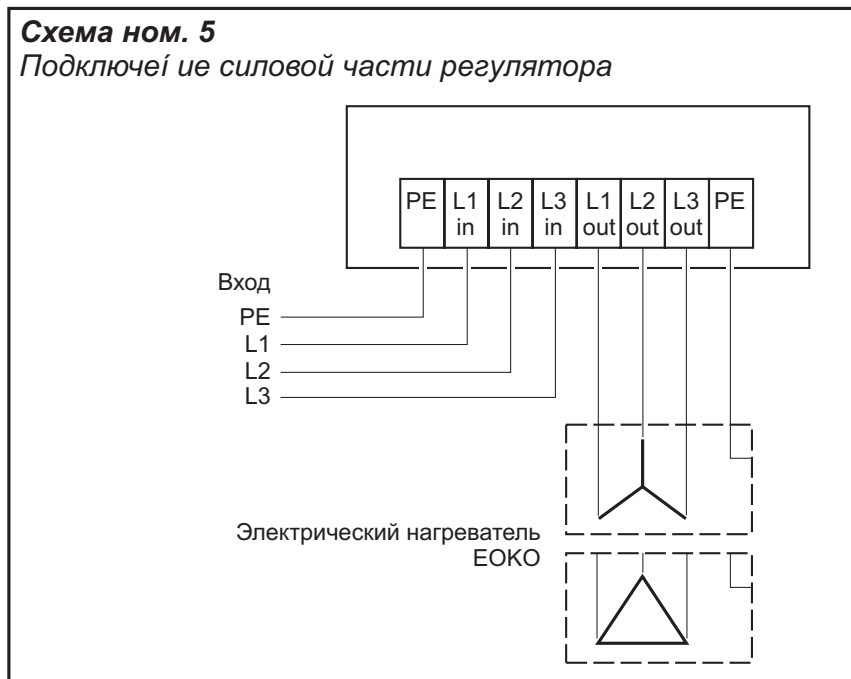 Схема ном. 5
Подключеí ие силовой части регулятора
PE L1 in L2 in L3 in L1 out L2 out L3 out PE
Вход
PE
L1
L2
L3
Электрический нагреватель
EOKO